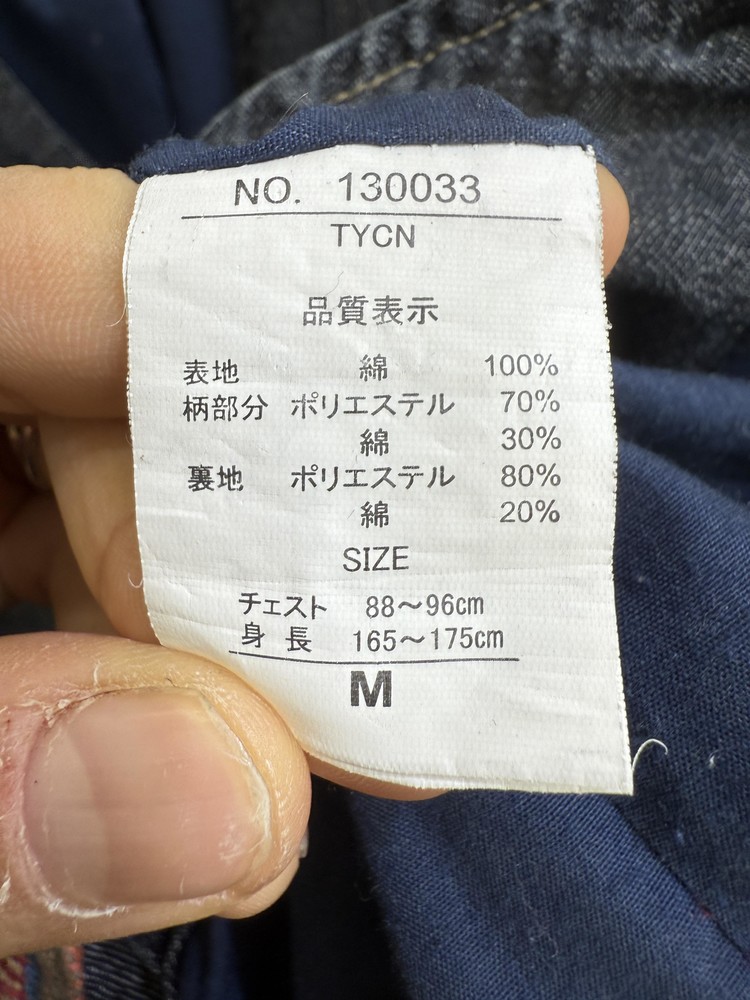 NO. 130033
TYCN
品質表示
表地 綿 100%
柄部分 ポリエステル 70%
綿 30%
裏地 ポリエステル 80%
綿 20%
SIZE
チェスト 88～96cm
身長 165～175cm
M